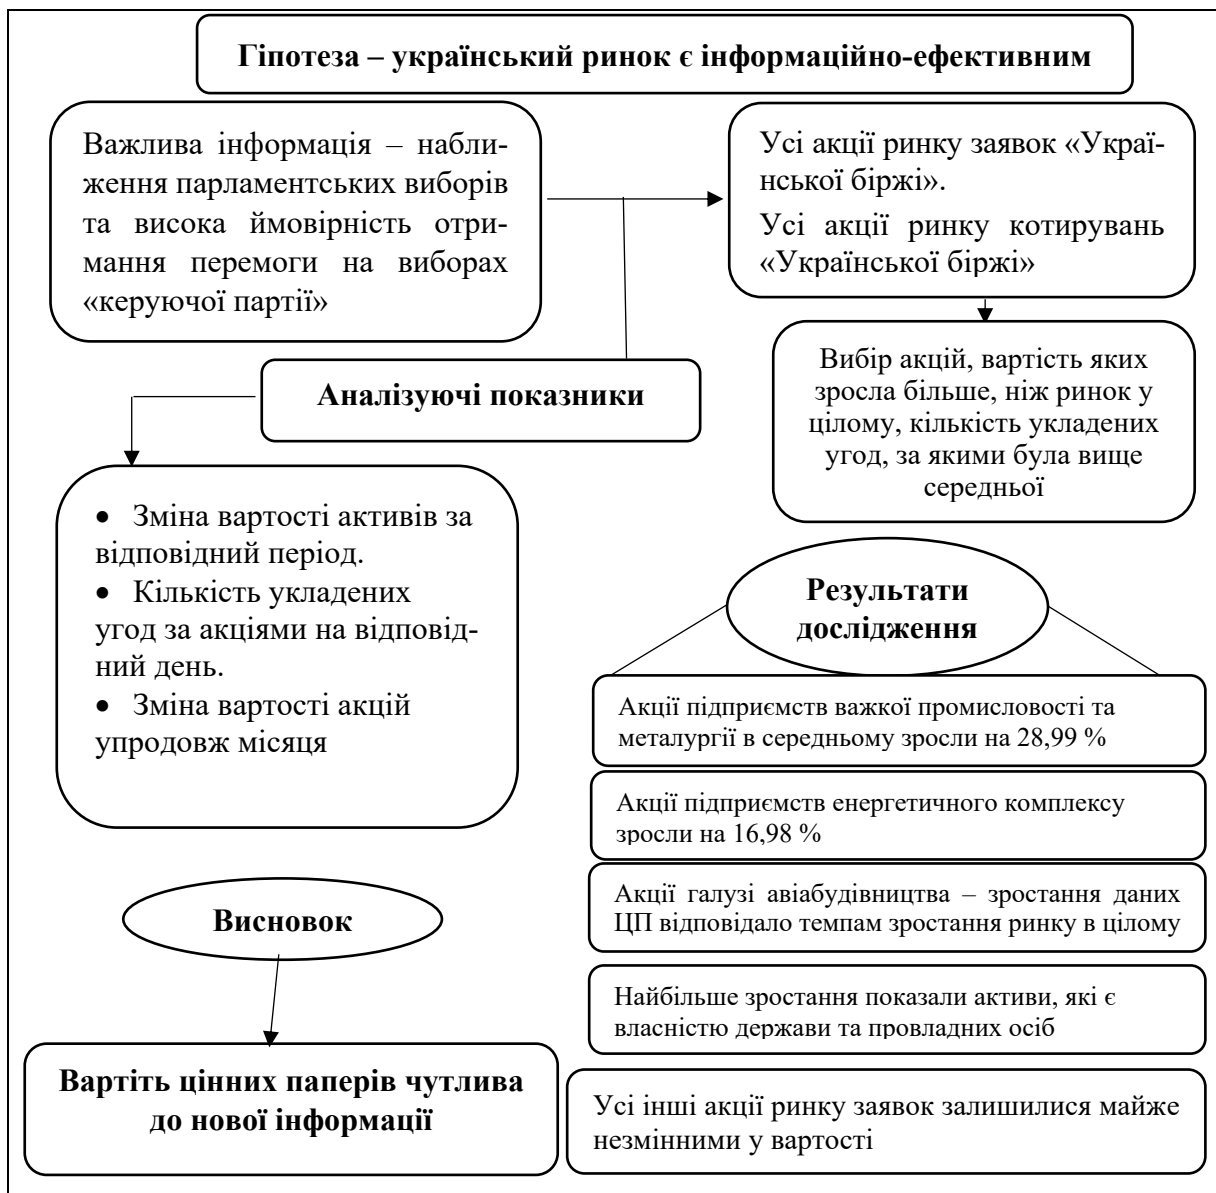 Гіпотеза – український ринок є інформаційно-ефективним
Важлива інформація – набли-
ження парламентських виборів
та висока ймовірність отри-
мання перемоги на виборах
«керуючої партії»
Усі акції ринку заявок «Украї-
нської біржі».
Усі акції ринку котирувань
«Української біржі»
Вибір акцій, вартість яких
зросла більше, ніж ринок у
цілому, кількість укладених
угод, за якими була вище
середньої
Аналізуючі показники
• Зміна вартості активів за
відповідний період.
• Кількість укладених
угод за акціями на відповід-
ний день.
• Зміна вартості акцій
упродовж місяця
Результати
дослідження
Акції підприємств важкої промисловості та
металургії в середньому зросли на 28,99 %
Акції підприємств енергетичного комплексу
зросли на 16,98 %
Акції галузі авіабудівництва – зростання даних
ЦП відповідало темпам зростання ринку в цілому
Найбільше зростання показали активи, які є
власністю держави та провладних осіб
Усі інші акції ринку заявок залишилися майже
незмінними у вартості
Висновок
Вартіть цінних паперів чутлива
до нової інформації